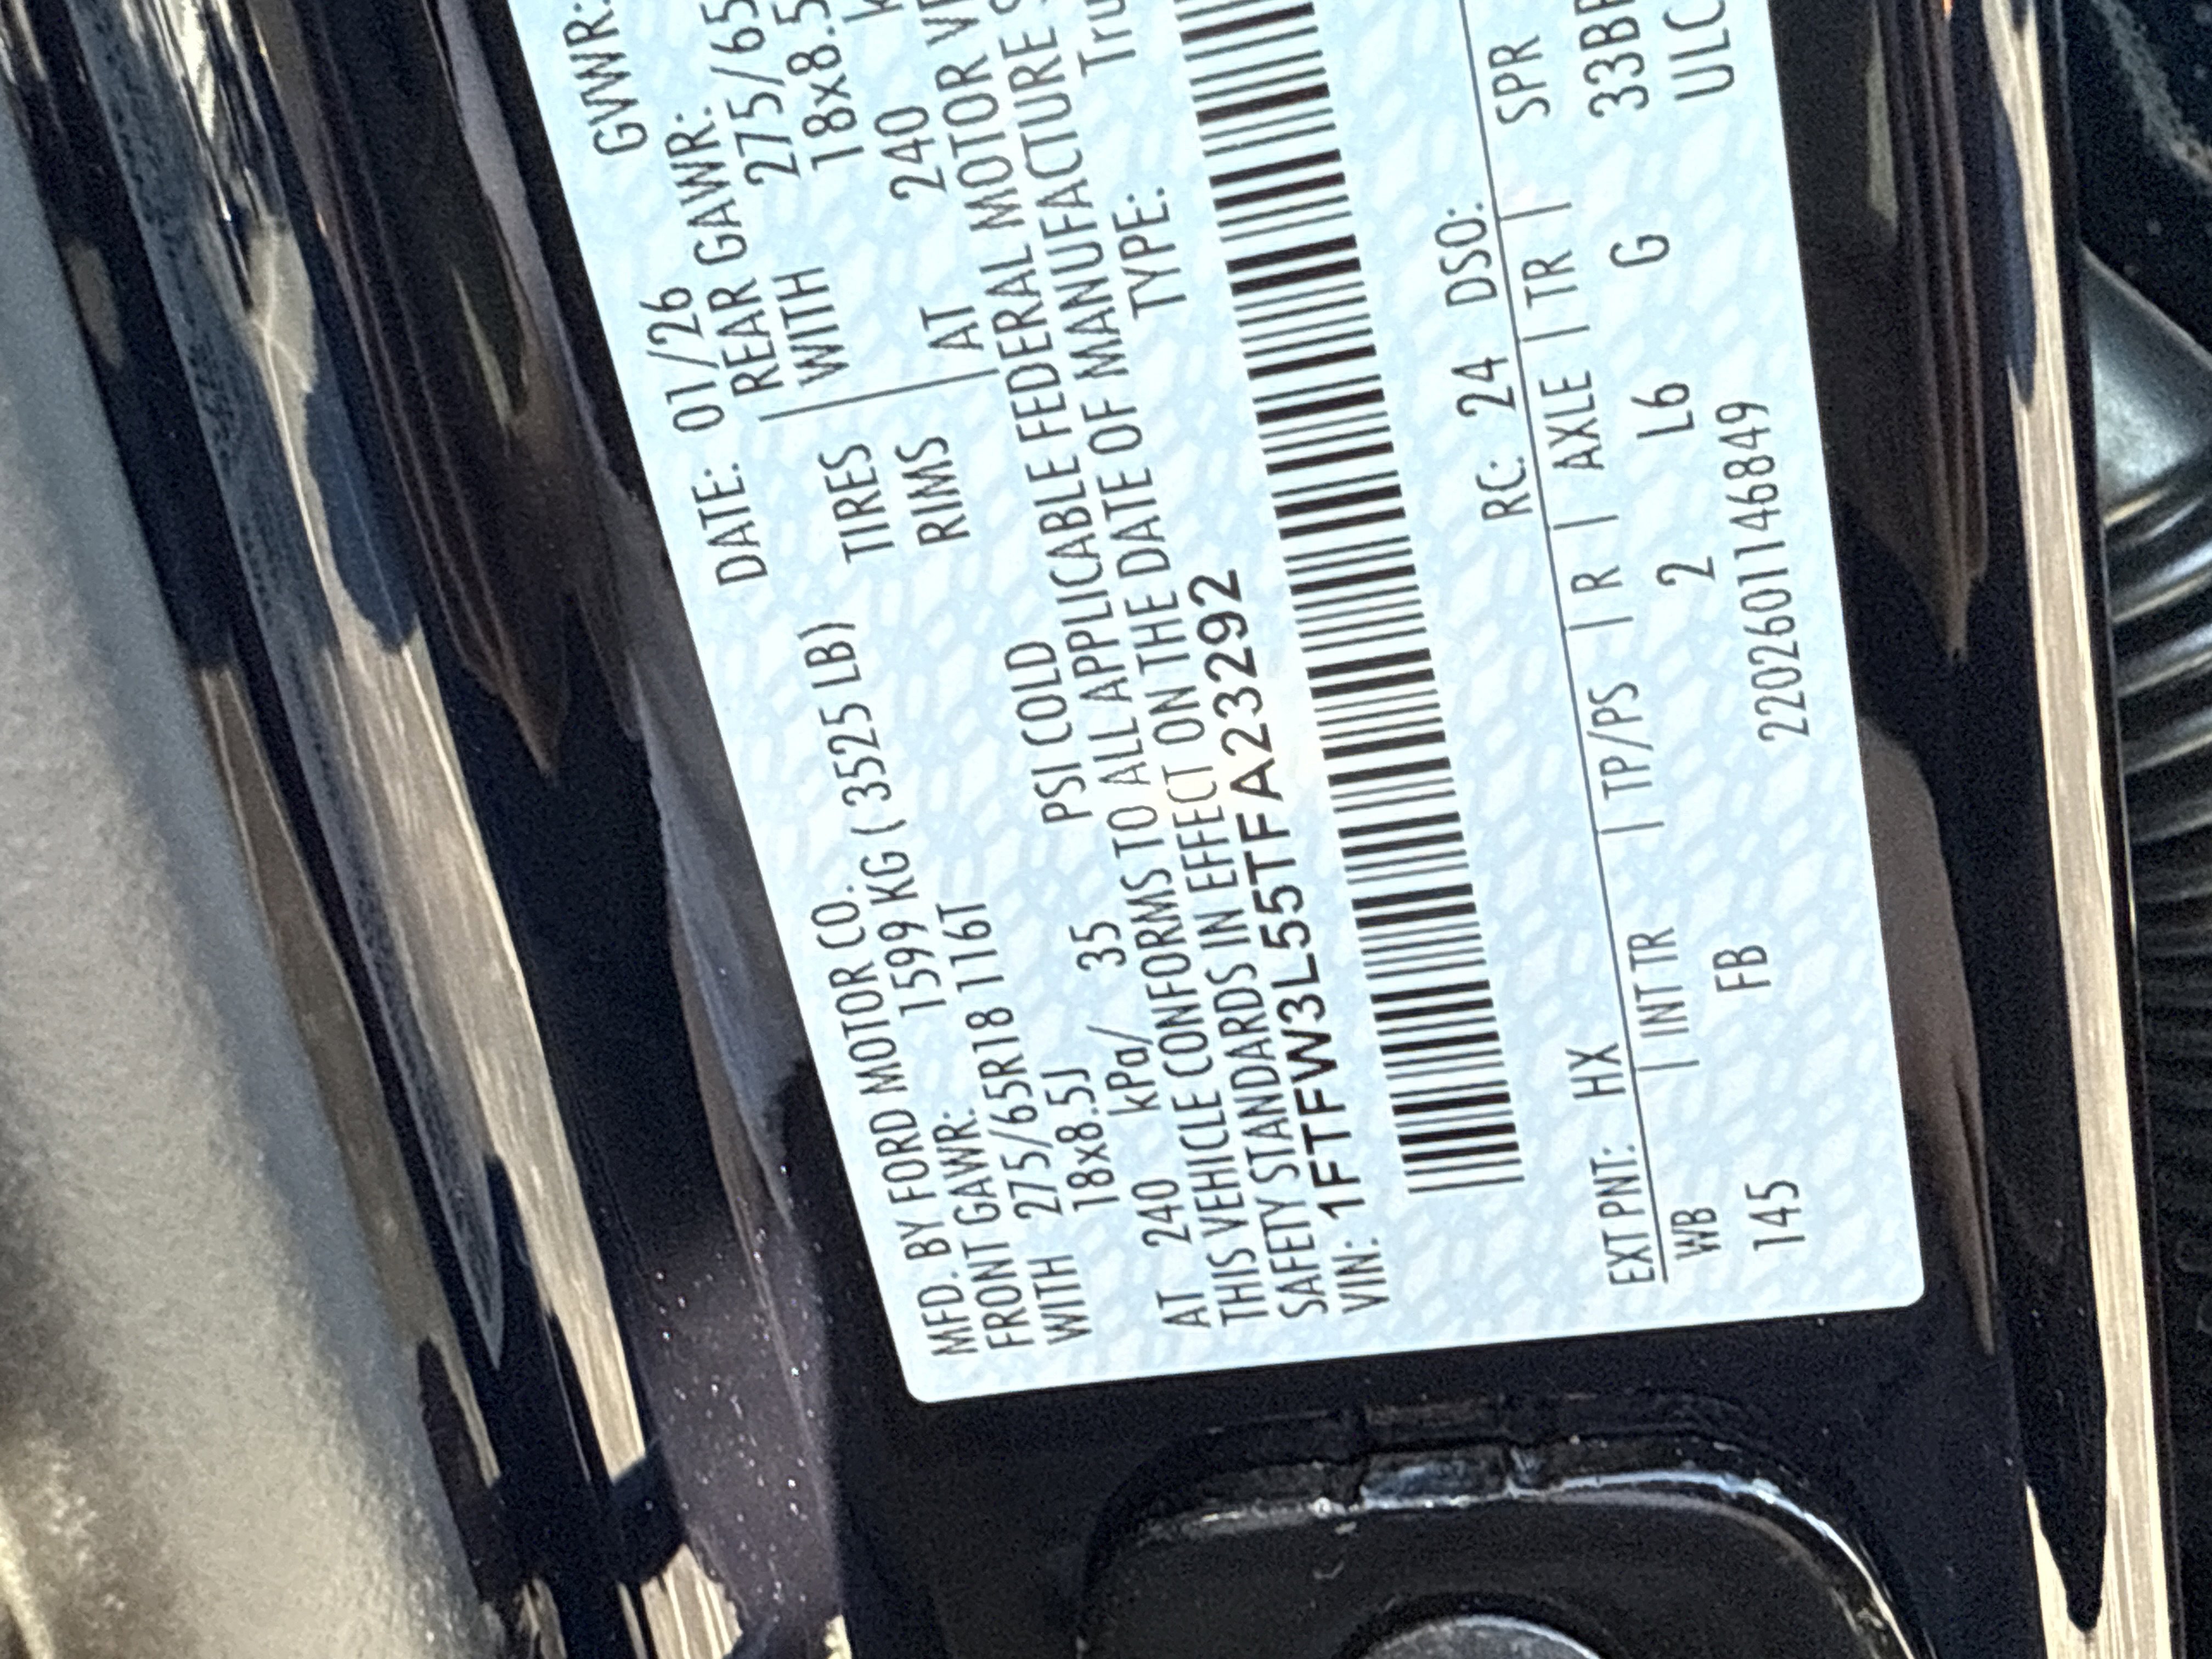 MFD. BY FORD MOTOR CO. DATE: 01/26 GVWR:
FRONT GAWR: 1599 KG ( 3525 LB) REAR GAWR:
WITH 275/65R18 116T TIRES WITH 275/65
18x8.5J RIMS 18x8.5
AT 240 kPa/ 35 PSI COLD AT 240
THIS VEHICLE CONFORMS TO ALL APPLICABLE FEDERAL MOTOR
SAFETY STANDARDS IN EFFECT ON THE DATE OF MANUFACTURE
VIN: 1FTFW3L55TFA23292 TYPE: Tru
EXT PNT: HX RC: 24 DSO:
WB | INT TR | TP/PS | R | AXLE | TR | SPR
145 FB 2 L6 G 33B
2202601146849 ULC